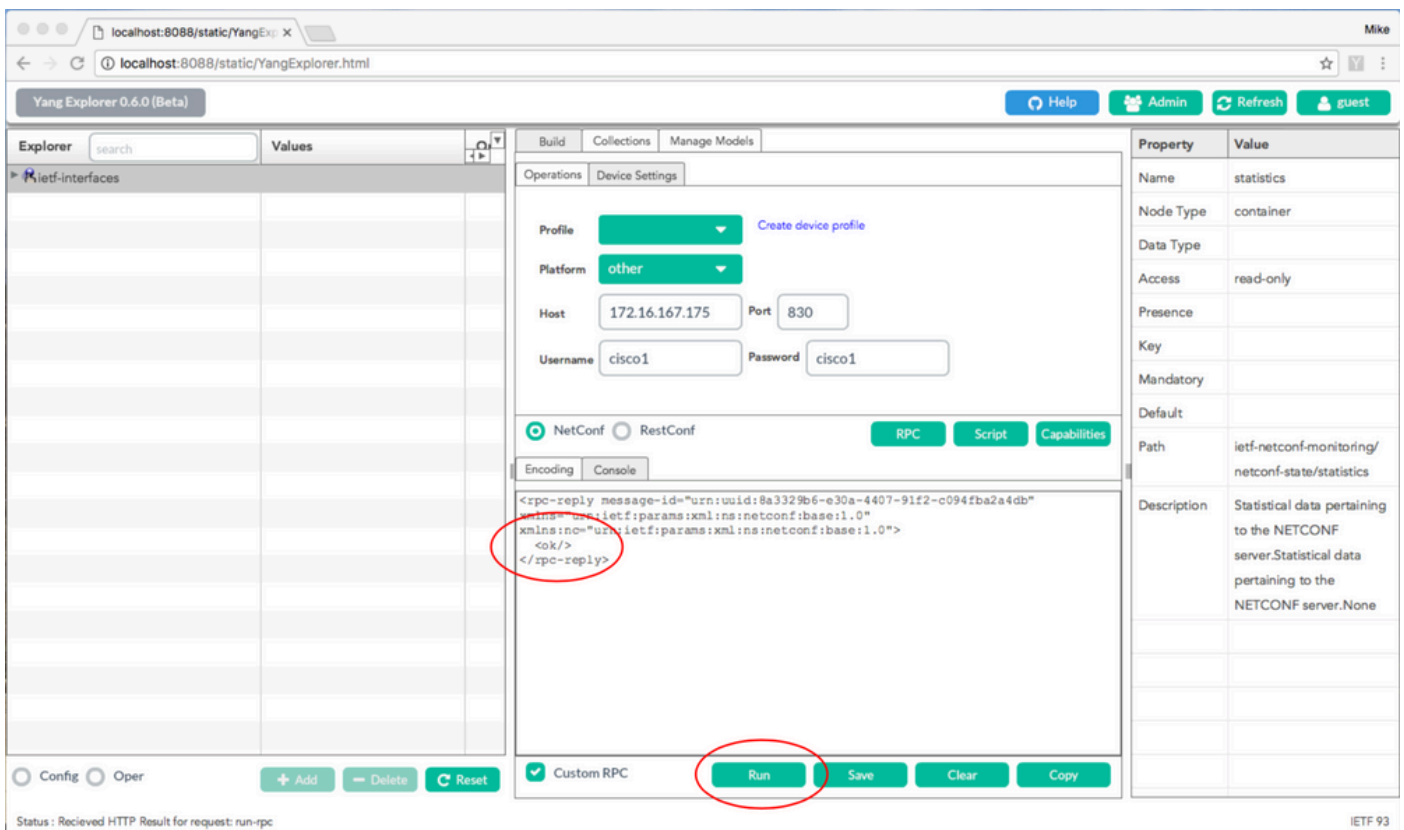 localhost:8088/static/YangExp
Mike
localhost:8088/static/YangExplorer.html
Yang Explorer 0.6.0 (Beta)
Help
Admin
Refresh
guest
Explorer
search
Values
ietf-interfaces
Build
Collections
Manage Models
Operations
Device Settings
Profile
Create device profile
Platform
other
Host
172.16.167.175
Port
830
Username
cisco1
Password
cisco1
NetConf
RestConf
RPC
Script
Capabilities
Encoding
Console
<rpc-reply message-id="urn:uuid:8a3329b6-e30a-4407-91f2-c094fba2a4db"
xmlns="urn:ietf:params:xml:ns:netconf:base:1.0"
xmlns:nc="urn:ietf:params:xml:ns:netconf:base:1.0">
<ok/>
</rpc-reply>
Custom RPC
Run
Save
Clear
Copy
Property
Value
Name
statistics
Node Type
container
Data Type
Access
read-only
Presence
Key
Mandatory
Default
Path
ietf-netconf-monitoring/
netconf-state/statistics
Description
Statistical data pertaining
to the NETCONF
server.Statistical data
pertaining to the
NETCONF server.None
Config
Oper
Add
Delete
Reset
Status : Recieved HTTP Result for request: run-rpc
IETF 93